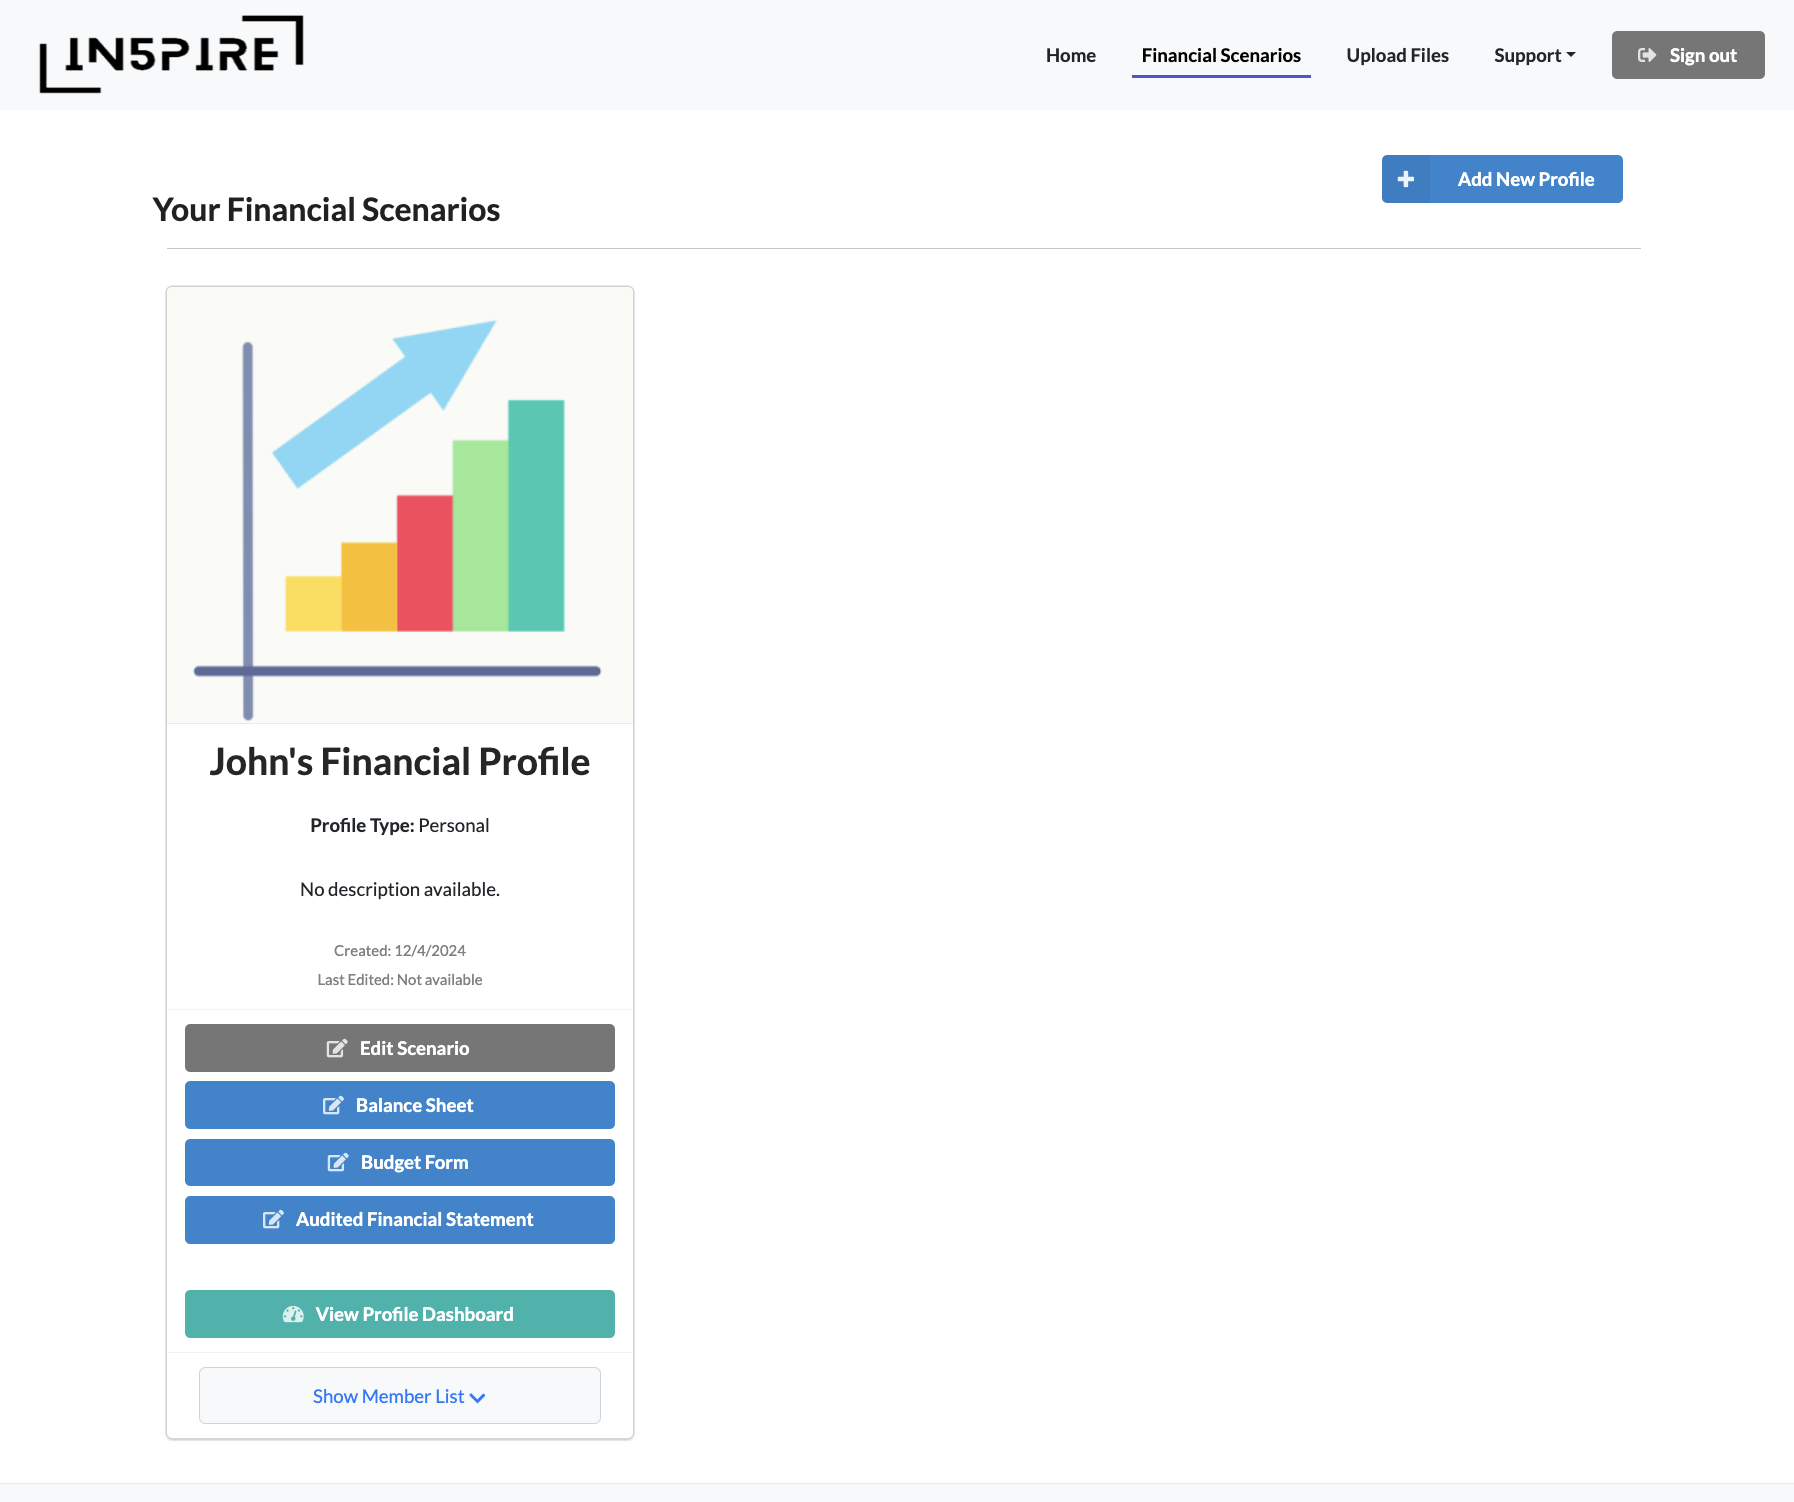 IN5PIRE
Home Financial Scenarios Upload Files Support Sign out
Add New Profile
Your Financial Scenarios
John's Financial Profile
Profile Type: Personal
No description available.
Created: 12/4/2024
Last Edited: Not available
Edit Scenario
Balance Sheet
Budget Form
Audited Financial Statement
View Profile Dashboard
Show Member List